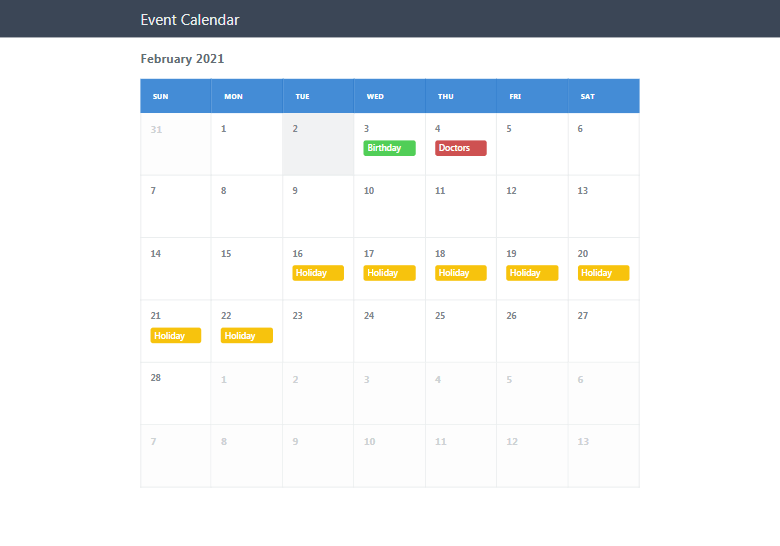 Event Calendar
February 2021
SUN MON TUE WED THU FRI SAT
31 1 2 3 4 5 6
Birthday Doctors
7 8 9 10 11 12 13
14 15 16 17 18 19 20
Holiday Holiday Holiday Holiday Holiday
21 22 23 24 25 26 27
Holiday Holiday
28 1 2 3 4 5 6
7 8 9 10 11 12 13